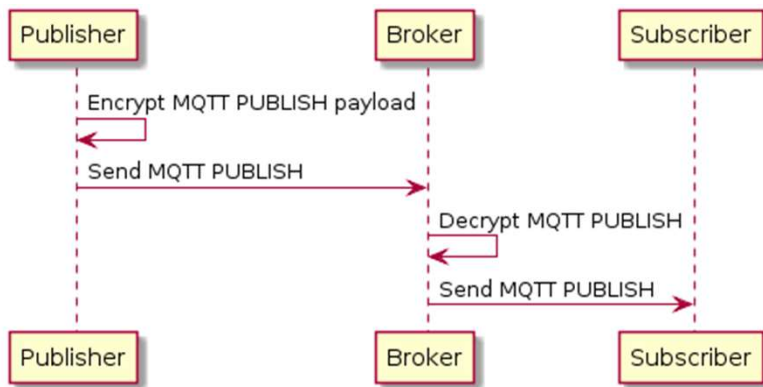 Publisher
Broker
Subscriber
Encrypt MQTT PUBLISH payload
Send MQTT PUBLISH
Decrypt MQTT PUBLISH
Send MQTT PUBLISH
Publisher
Broker
Subscriber